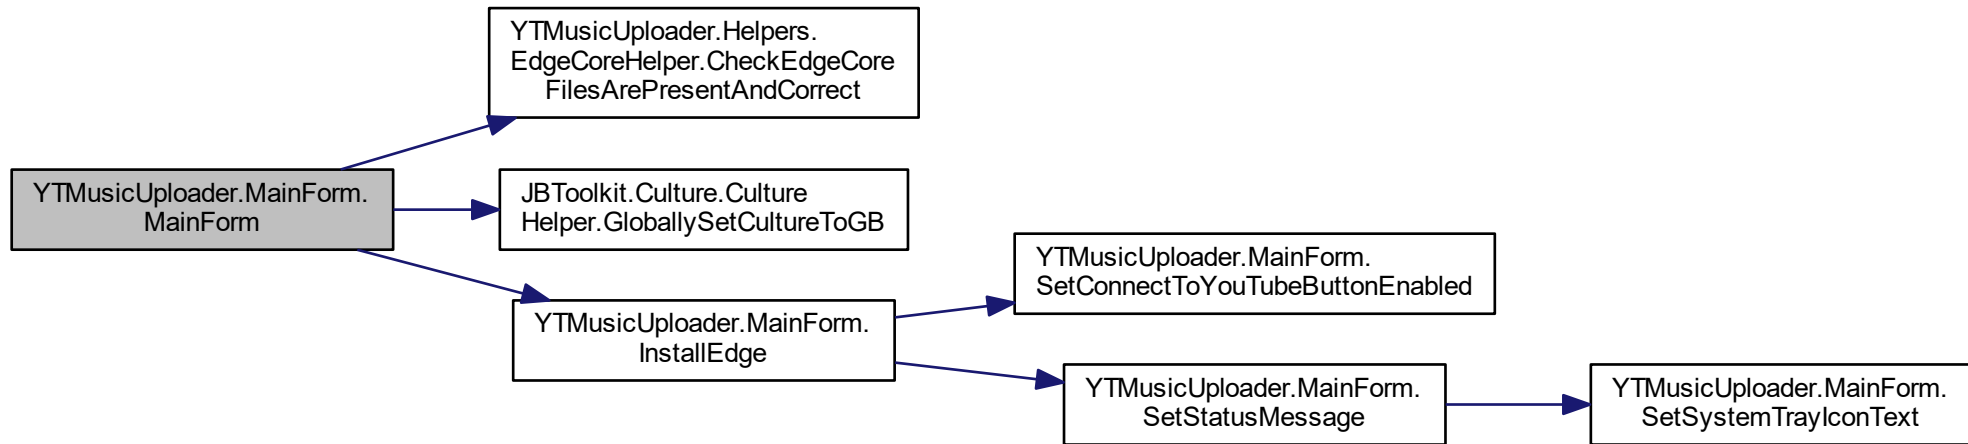 YTMusicUploader.Helpers.
EdgeCoreHelper.CheckEdgeCore
FilesArePresentAndCorrect
YTMusicUploader.MainForm.
MainForm
JBToolkit.Culture.Culture
Helper.GloballySetCultureToGB
YTMusicUploader.MainForm.
InstallEdge
YTMusicUploader.MainForm.
SetConnectToYouTubeButtonEnabled
YTMusicUploader.MainForm.
SetStatusMessage
YTMusicUploader.MainForm.
SetSystemTrayIconText